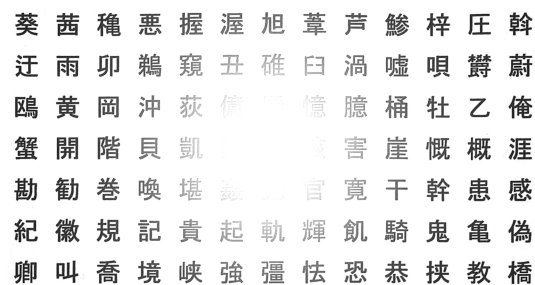 葵茜穐悪握渥旭葦芦鯵梓圧斡
迂雨卯鵜窺丑碓臼渦嘘唄欝蔚
鴎黄岡沖荻億憶臆桶牡乙俺
蟹開階貝凱害崖慨概涯
勘勧巻喚堪姦官寛干幹患感
紀徽規記貴起軌輝飢騎鬼亀偽
卿叫喬境峡強彊怯恐恭挟教橋